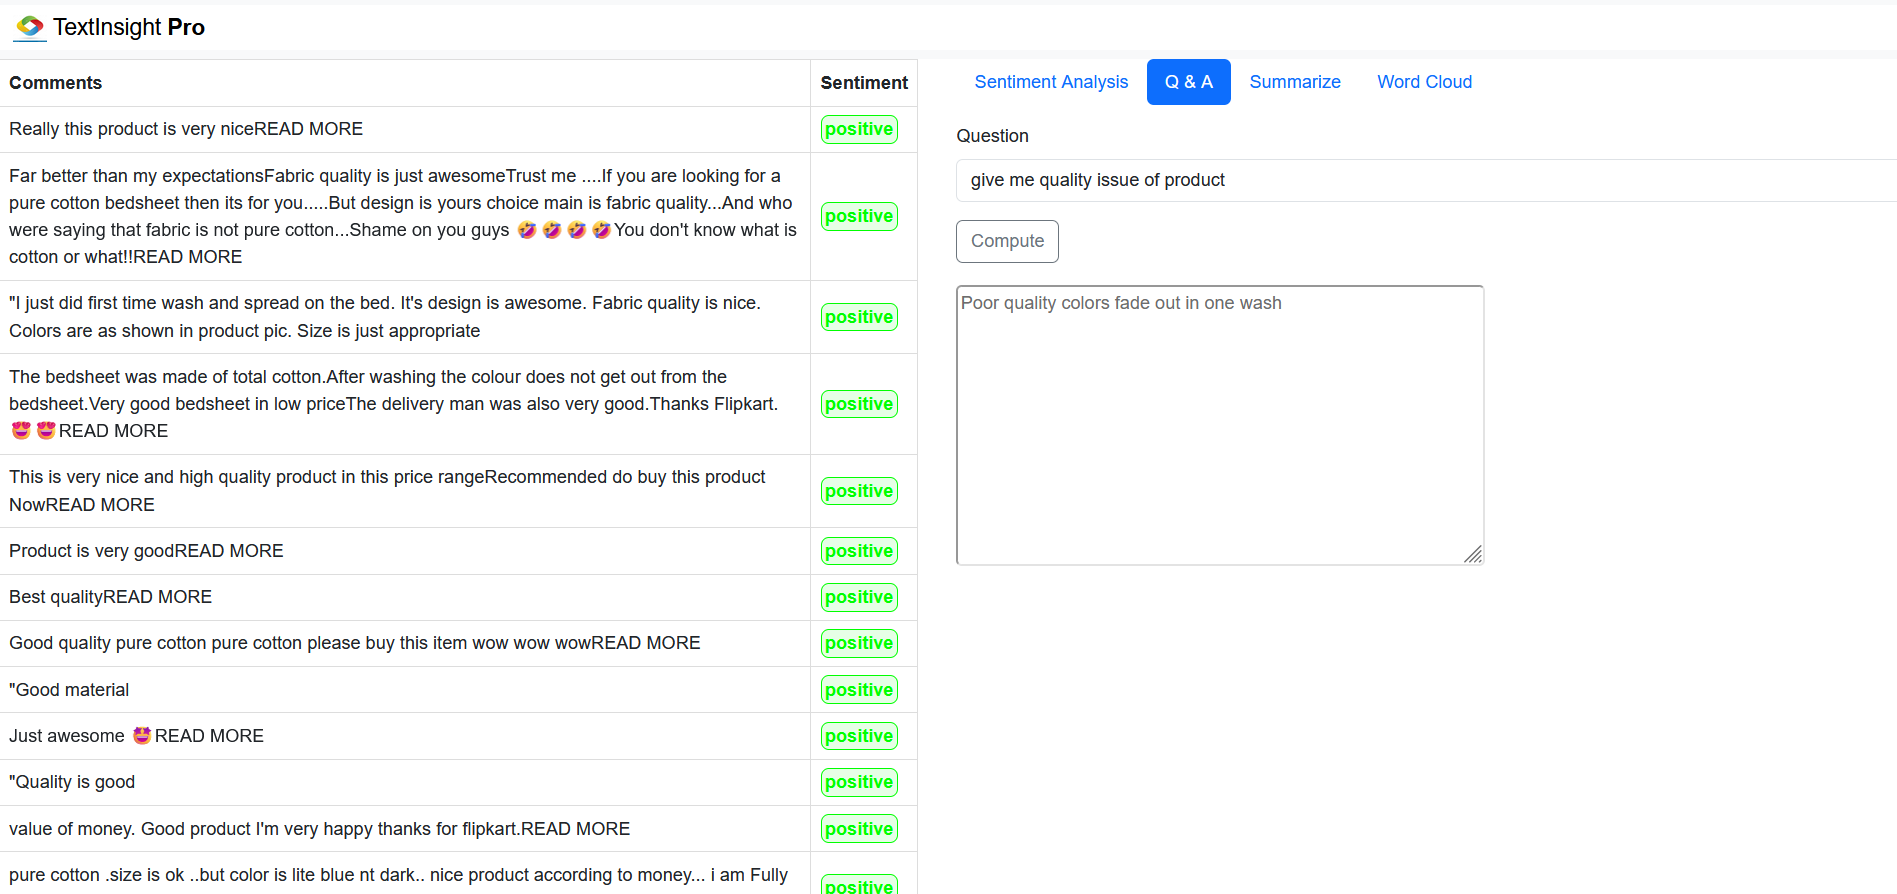 TextInsight Pro
Comments
Sentiment
Really this product is very niceREAD MORE
positive
Far better than my expectationsFabric quality is just awesomeTrust me ....If you are looking for a
pure cotton bedsheet then its for you.....But design is yours choice main is fabric quality...And who
were saying that fabric is not pure cotton...Shame on you guys 🤣🤣🤣🤣You don't know what is
cotton or what!!READ MORE
positive
"I just did first time wash and spread on the bed. It's design is awesome. Fabric quality is nice.
Colors are as shown in product pic. Size is just appropriate
positive
The bedsheet was made of total cotton.After washing the colour does not get out from the
bedsheet.Very good bedsheet in low priceThe delivery man was also very good.Thanks Flipkart.
😍😍READ MORE
positive
This is very nice and high quality product in this price rangeRecommended do buy this product
NowREAD MORE
positive
Product is very goodREAD MORE
positive
Best qualityREAD MORE
positive
Good quality pure cotton pure cotton please buy this item wow wow wowREAD MORE
positive
"Good material
positive
Just awesome 🤩READ MORE
positive
"Quality is good
positive
value of money. Good product I'm very happy thanks for flipkart.READ MORE
positive
pure cotton .size is ok ..but color is lite blue nt dark.. nice product according to money... i am Fully
positive
Sentiment Analysis
Q & A
Summarize
Word Cloud
Question
give me quality issue of product
Compute
Poor quality colors fade out in one wash